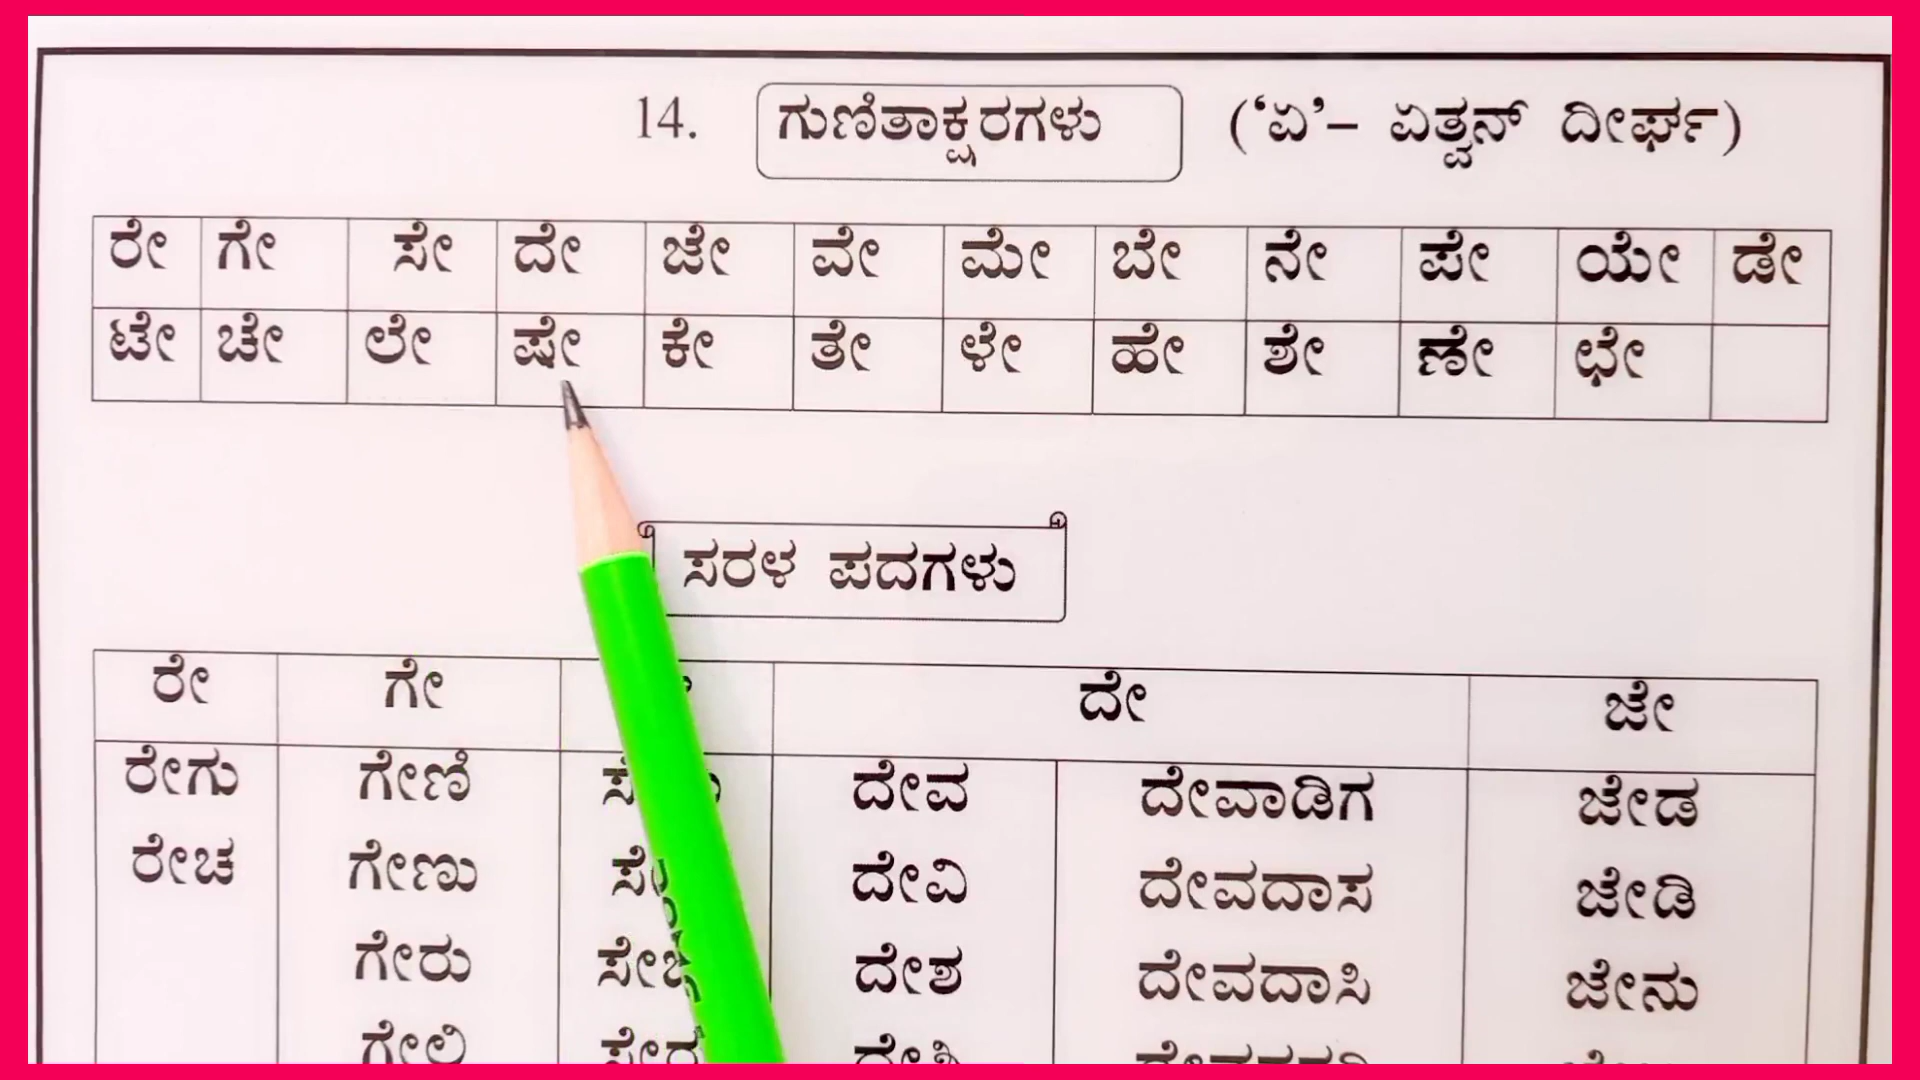 14. ಗುಣಿತಾಕ್ಷರಗಳು (‘ಏ’– ಏತ್ವನ್ ದೀರ್ಘ)
ರೇ ಗೇ ಸೇ ದೇ ಜೇ ವೇ ಮೇ ಬೇ ನೇ ಪೇ ಯೇ ಡೇ
ಟೇ ಚೇ ಲೇ ಷೇ ಕೇ ತೇ ಳೇ ಹೇ ಶೇ ಣೇ ಛೇ
ಸರಳ ಪದಗಳು
ರೇ ಗೇ ದೇ ಜೇ
ರೇಗು ಗೇಣಿ ದೇವ ದೇವಾಡಿಗ ಜೇಡ
ರೇಚ ಗೇಣು ದೇವಿ ದೇವದಾಸ ಜೇಡಿ
ಗೇರು ದೇಶ ದೇವದಾಸಿ ಜೇನು
ಗೇಲಿ